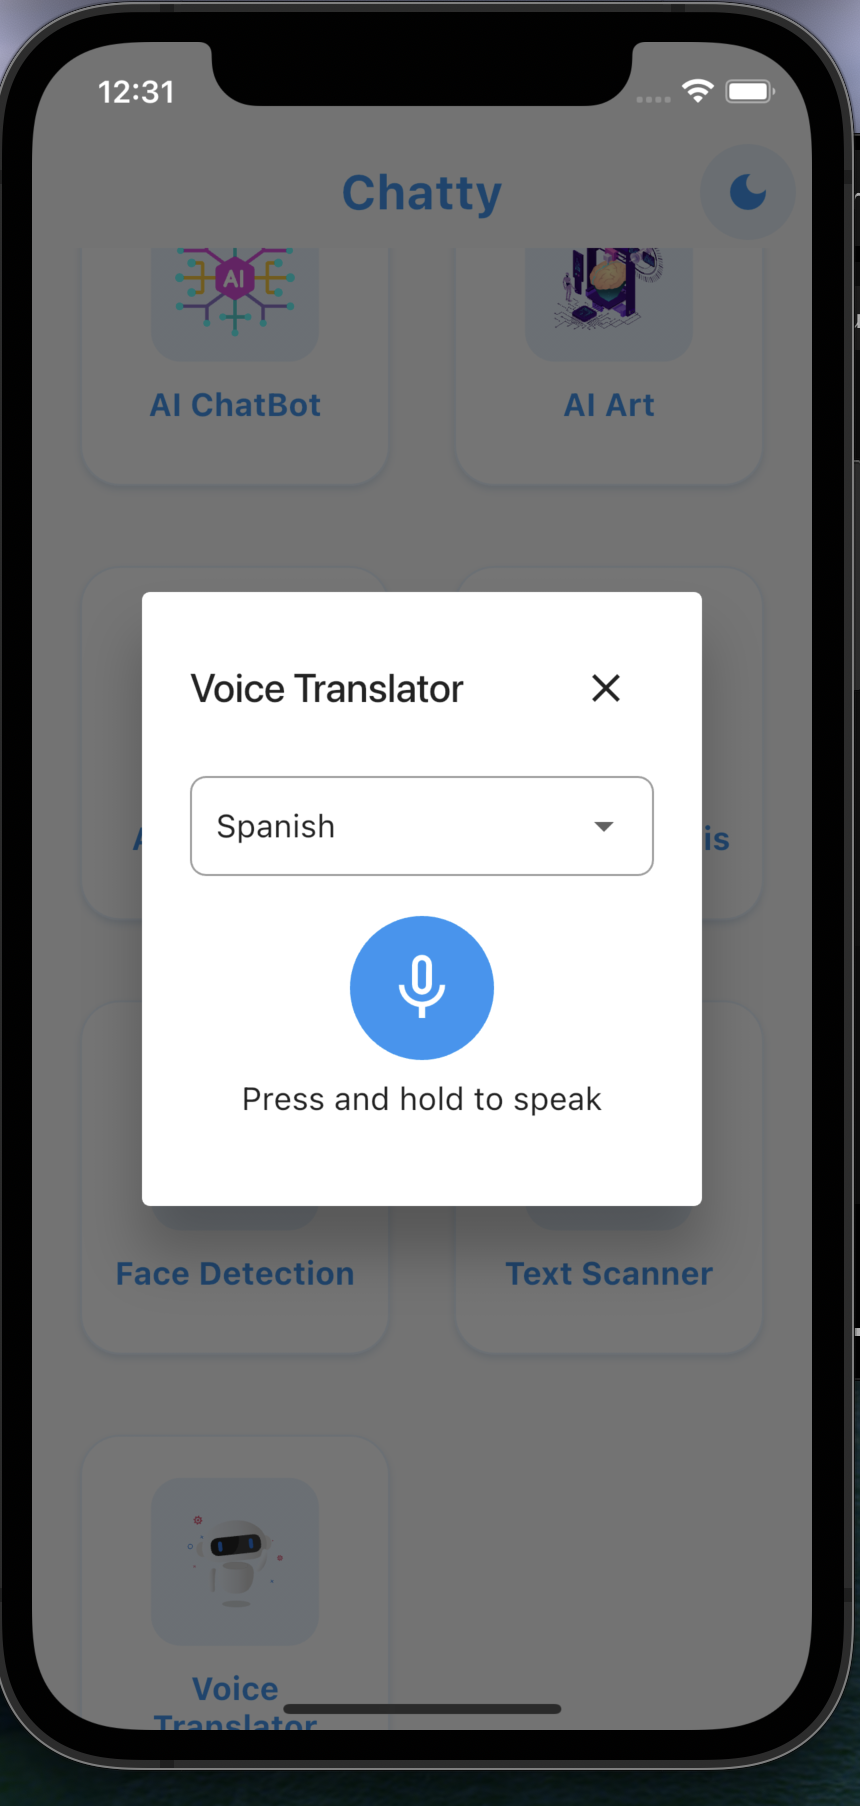 12:31
Chatty
AI
AI ChatBot
AI Art
Voice Translator
Spanish
is
Press and hold to speak
Face Detection
Text Scanner
Voice
Translator